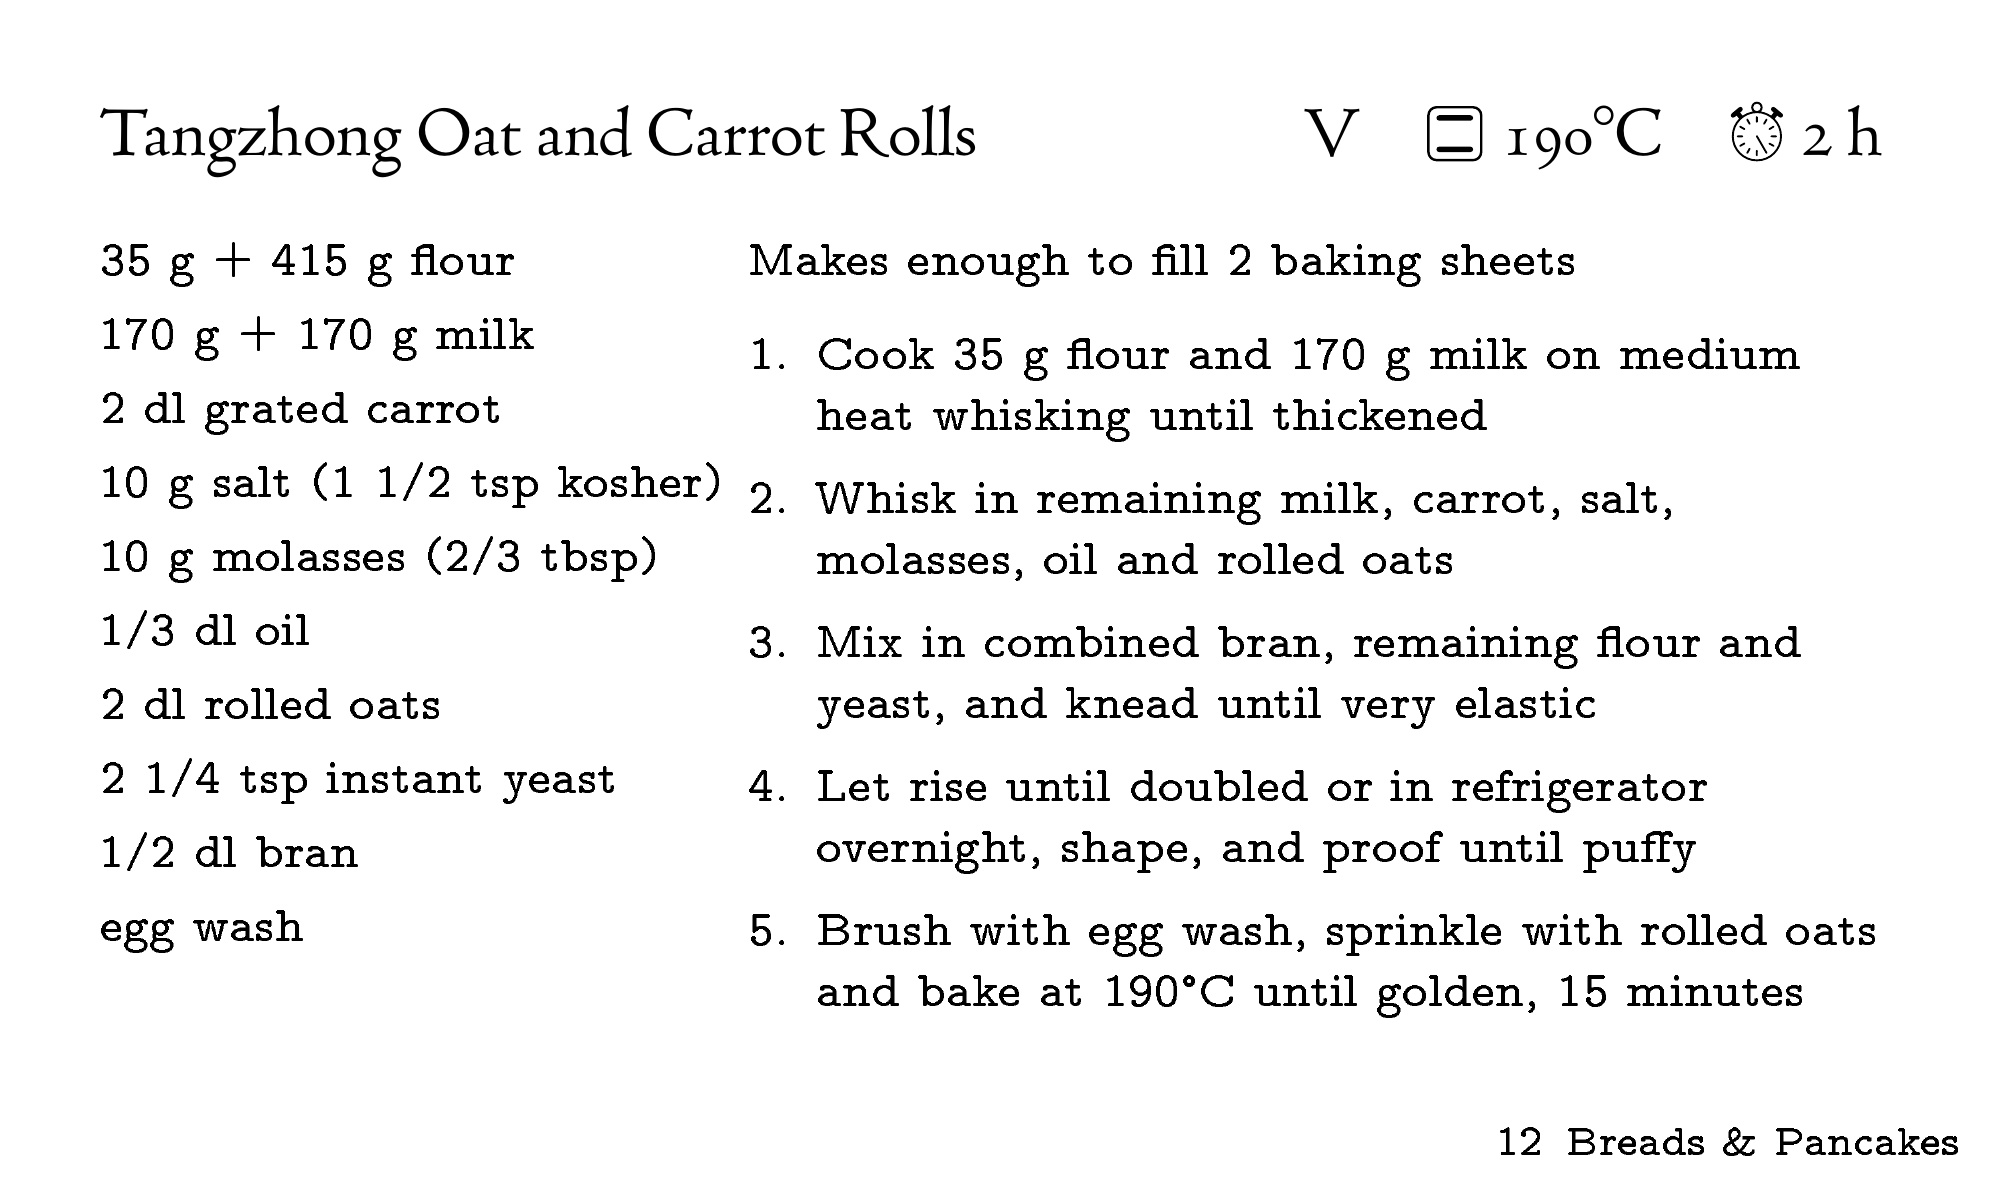 Tangzhong Oat and Carrot Rolls V 190°C 2 h
35 g + 415 g flour
170 g + 170 g milk
2 dl grated carrot
10 g salt (1 1/2 tsp kosher)
10 g molasses (2/3 tbsp)
1/3 dl oil
2 dl rolled oats
2 1/4 tsp instant yeast
1/2 dl bran
egg wash
Makes enough to fill 2 baking sheets
1. Cook 35 g flour and 170 g milk on medium
heat whisking until thickened
2. Whisk in remaining milk, carrot, salt,
molasses, oil and rolled oats
3. Mix in combined bran, remaining flour and
yeast, and knead until very elastic
4. Let rise until doubled or in refrigerator
overnight, shape, and proof until puffy
5. Brush with egg wash, sprinkle with rolled oats
and bake at 190°C until golden, 15 minutes
12 Breads & Pancakes